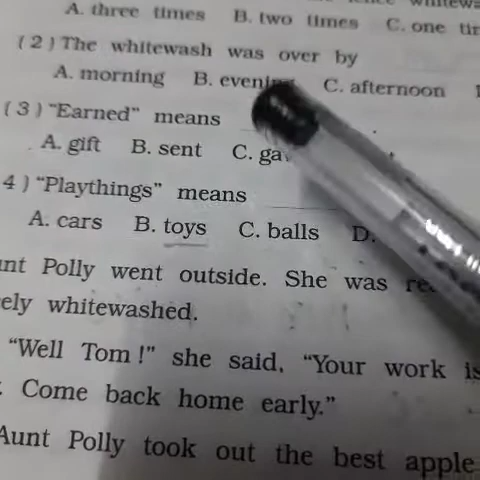 A. three times B. two times C. one
(2) The whitewash was over by
A. morning B. evening C. afternoon
(3) "Earned" means
A. gift B. sent C.
4) "Playthings" means
A. cars B. toys C. balls D.
Polly went outside. She was
whitewashed.
"Well Tom!" she said, "Your work is
Come back home early."
Aunt Polly took out the best apple